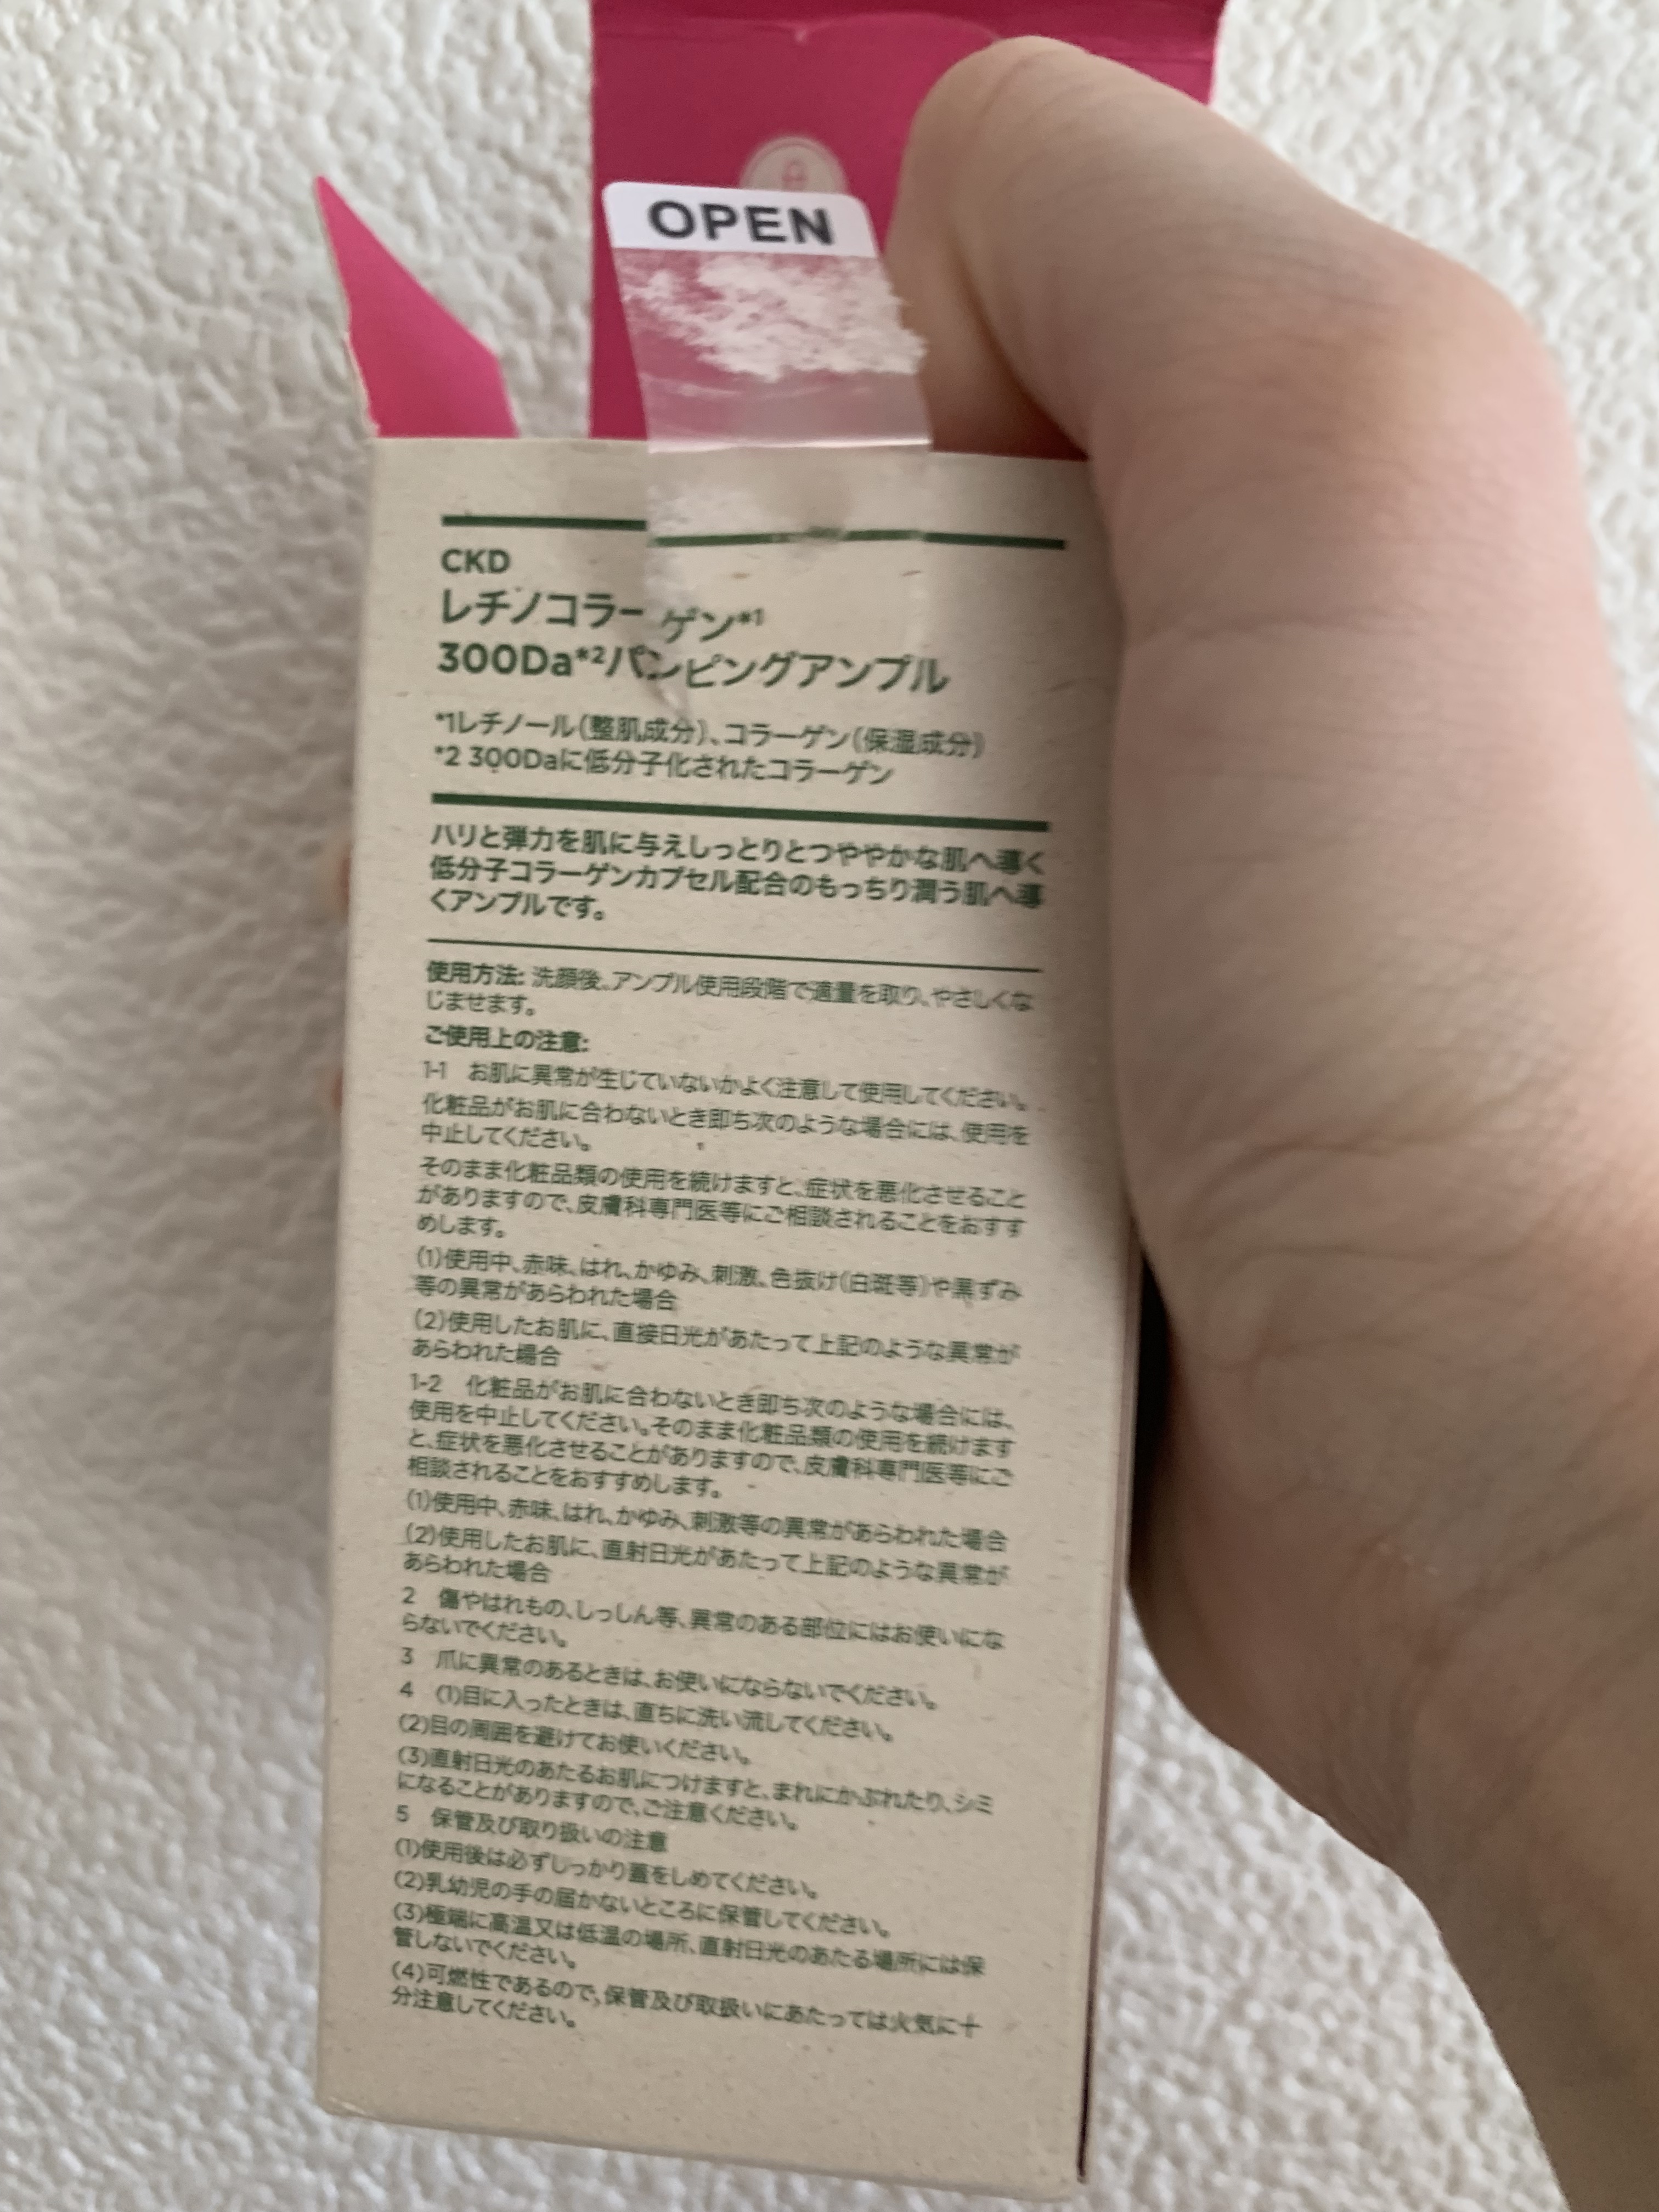 OPEN
CKD
レチノコラーゲン*1
300Da*2パンピングアンプル
*1レチノール(整肌成分)、コラーゲン(保湿成分)
*2 300Daに低分子化されたコラーゲン
ハリと弾力を肌に与えしっとりとつややかな肌へ導く
低分子コラーゲンカプセル配合のもっちり潤う肌へ導
くアンプルです。
使用方法: 洗顔後、アンプル使用段階で適量を取り、やさしくな
じませます。
ご使用上の注意:
1-1 お肌に異常が生じていないかよく注意して使用してください。
化粧品がお肌に合わないとき即ち次のような場合には、使用を
中止してください。
そのまま化粧品類の使用を続けますと、症状を悪化させること
がありますので、皮膚科専門医等にご相談されることをおすす
めします。
(1)使用中、赤味、はれ、かゆみ、刺激、色抜け(白斑等)や黒ずみ
等の異常があらわれた場合
(2)使用したお肌に、直接日光があたって上記のような異常が
あらわれた場合
1-2 化粧品がお肌に合わないとき即ち次のような場合には、
使用を中止してください。そのまま化粧品類の使用を続けます
と、症状を悪化させることがありますので、皮膚科専門医等にご
相談されることをおすすめします。
(1)使用中、赤味、はれ、かゆみ、刺激等の異常があらわれた場合
(2)使用したお肌に、直射日光があたって上記のような異常が
あらわれた場合
2 傷やはれもの、しっしん等、異常のある部位にはお使いにな
らないでください。
3 爪に異常のあるときは、お使いにならないでください。
4 (1)目に入ったときは、直ちに洗い流してください。
(2)目の周囲を避けてお使いください。
(3)直射日光のあたるお肌につけますと、まれにかぶれたり、シミ
になることがありますので、ご注意ください。
5 保管及び取り扱いの注意
(1)使用後は必ずしっかり蓋をしめてください。
(2)乳幼児の手の届かないところに保管してください。
(3)極端に高温又は低温の場所、直射日光のあたる場所には保
管しないでください。
(4)可燃性であるので、保管及び取扱いにあたっては火気に十
分注意してください。